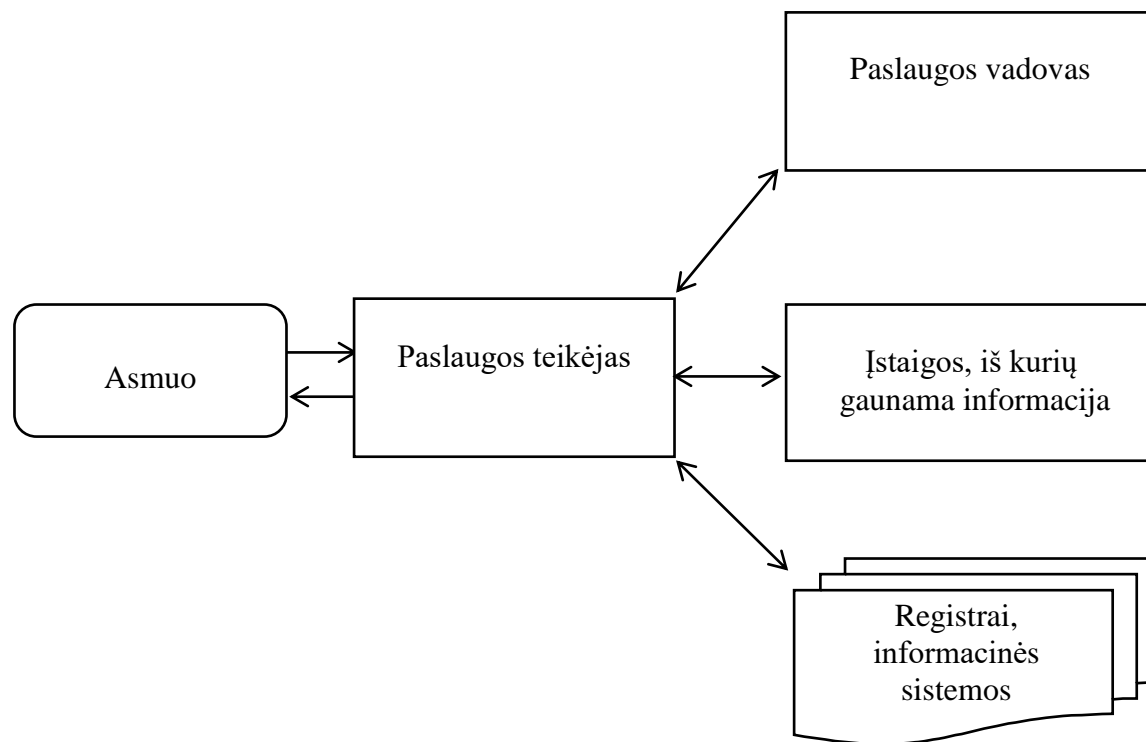 Paslaugos vadovas
Asmuo
Paslaugos teikėjas
Įstaigos, iš kurių
gaunama informacija
Registrai,
informacinės
sistemos